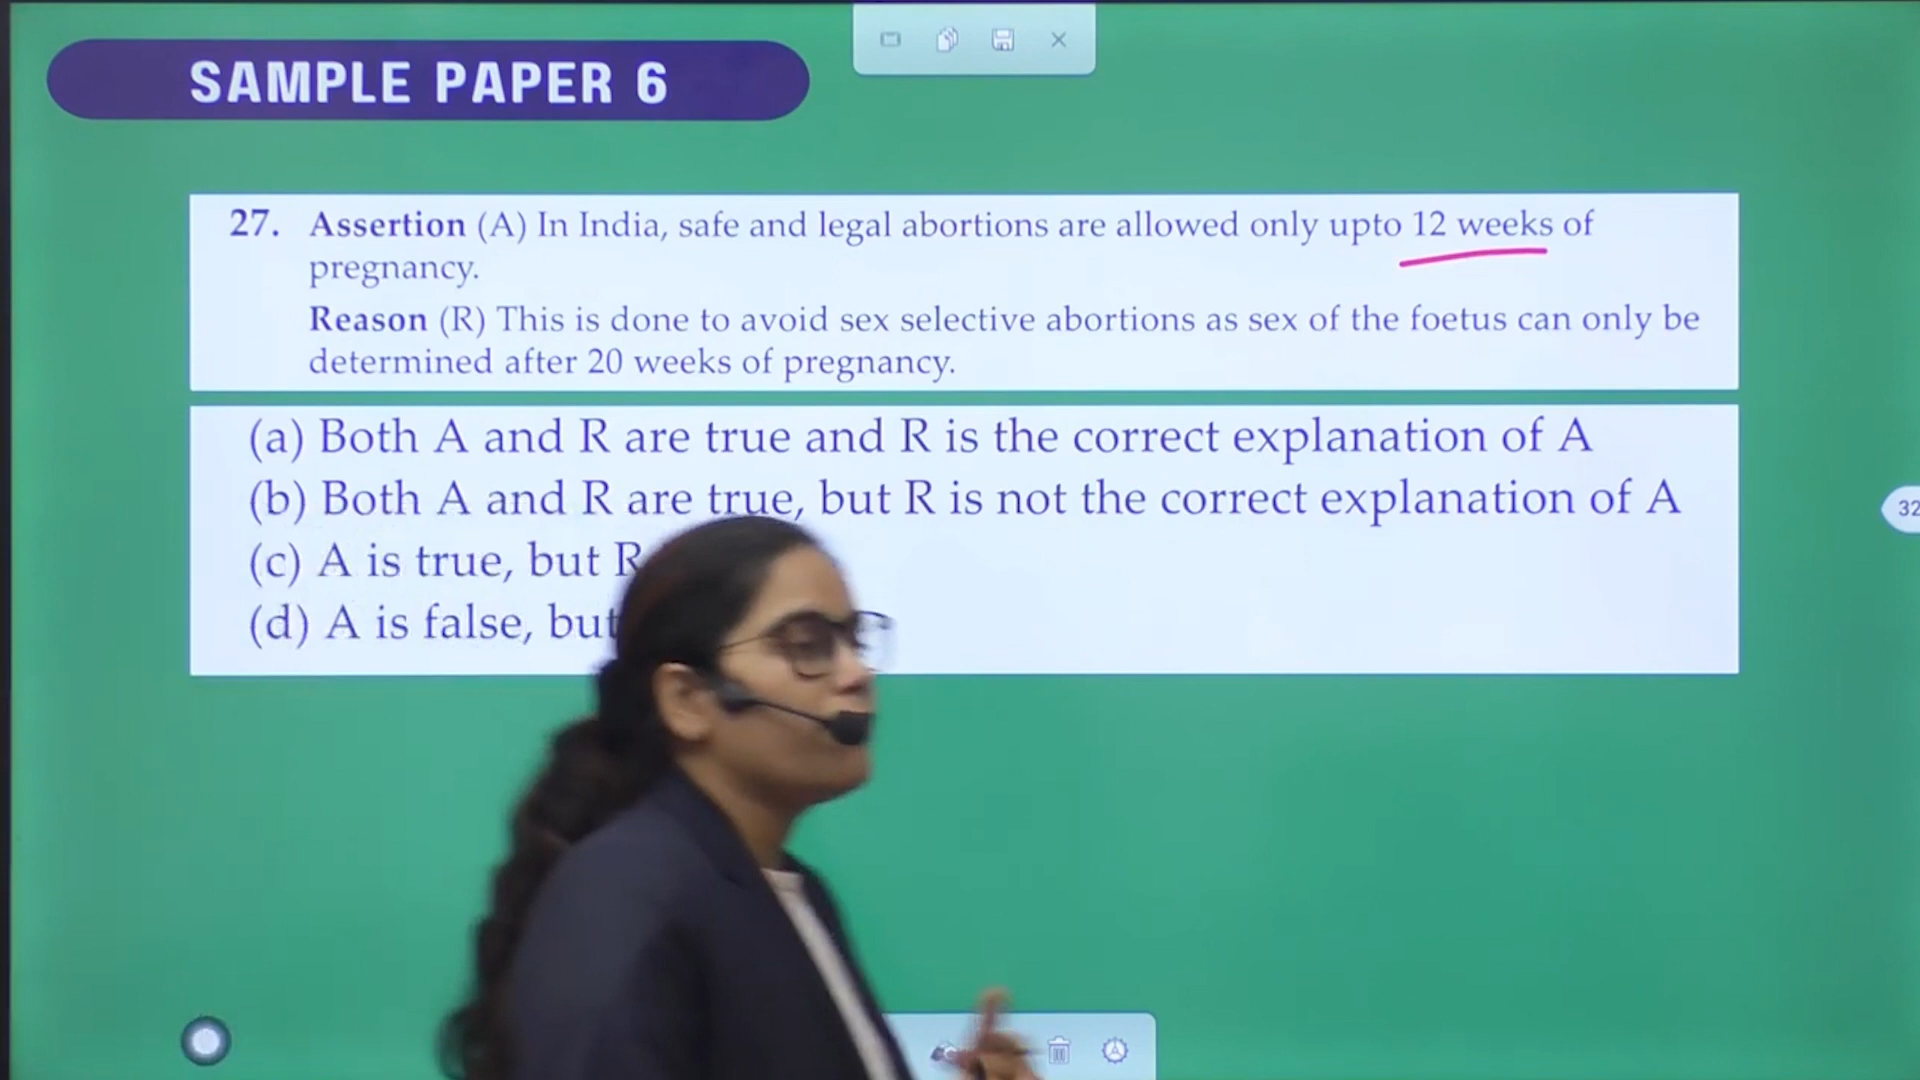 SAMPLE PAPER 6
27. Assertion (A) In India, safe and legal abortions are allowed only upto 12 weeks of
pregnancy.
Reason (R) This is done to avoid sex selective abortions as sex of the foetus can only be
determined after 20 weeks of pregnancy.
(a) Both A and R are true and R is the correct explanation of A
(b) Both A and R are true, but R is not the correct explanation of A
32
(c) A is true, but R
(d) A is false, but